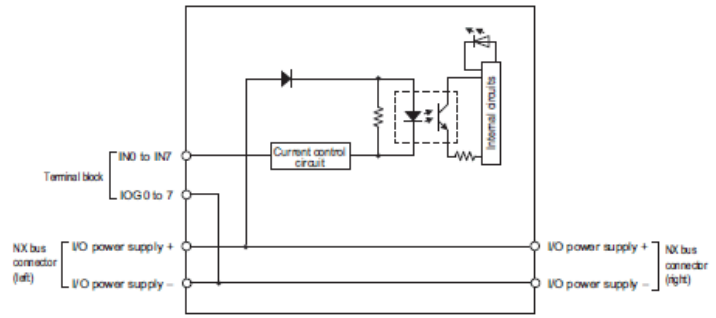 Internal circuits
Current control
circuit
IN0 to IN7
Terminal block
IOG0 to 7
NX bus
connector
(left)
I/O power supply +
I/O power supply –
I/O power supply +
I/O power supply –
NX bus
connector
(right)